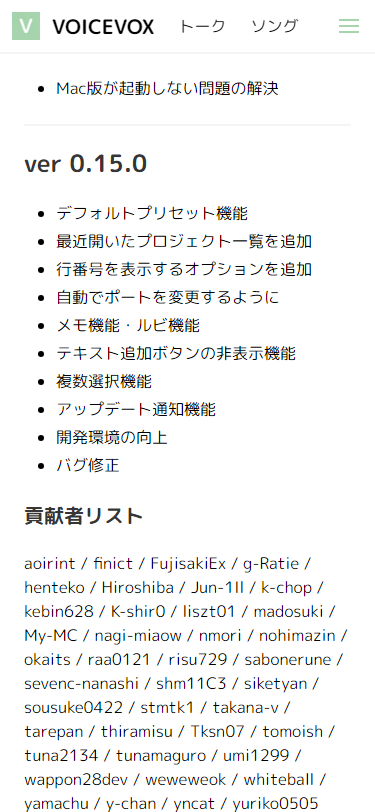 V VOICEVOX トーク ソング
Mac版が起動しない問題の解決
ver 0.15.0
デフォルトプリセット機能
最近開いたプロジェクト一覧を追加
行番号を表示するオプションを追加
自動でポートを変更するように
メモ機能・ルビ機能
テキスト追加ボタンの非表示機能
複数選択機能
アップデート通知機能
開発環境の向上
バグ修正
貢献者リスト
aoirint / finict / FujisakiEx / g-Ratie /
henteko / Hiroshiba / Jun-1ll / k-chop /
kebin628 / K-shir0 / liszt01 / madosuki /
My-MC / nagi-miaow / nmori / nohimazin /
okaits / raa0121 / risu729 / sabonerune /
sevenc-nanashi / shm11C3 / siketyan /
sousuke0422 / stmtk1 / takana-v /
tarepan / thiramisu / Tksn07 / tomoish /
tuna2134 / tunamaguro / umi1299 /
wappon28dev / weweweok / whiteball /
yamachu / y-chan / yncat / yuriko0505